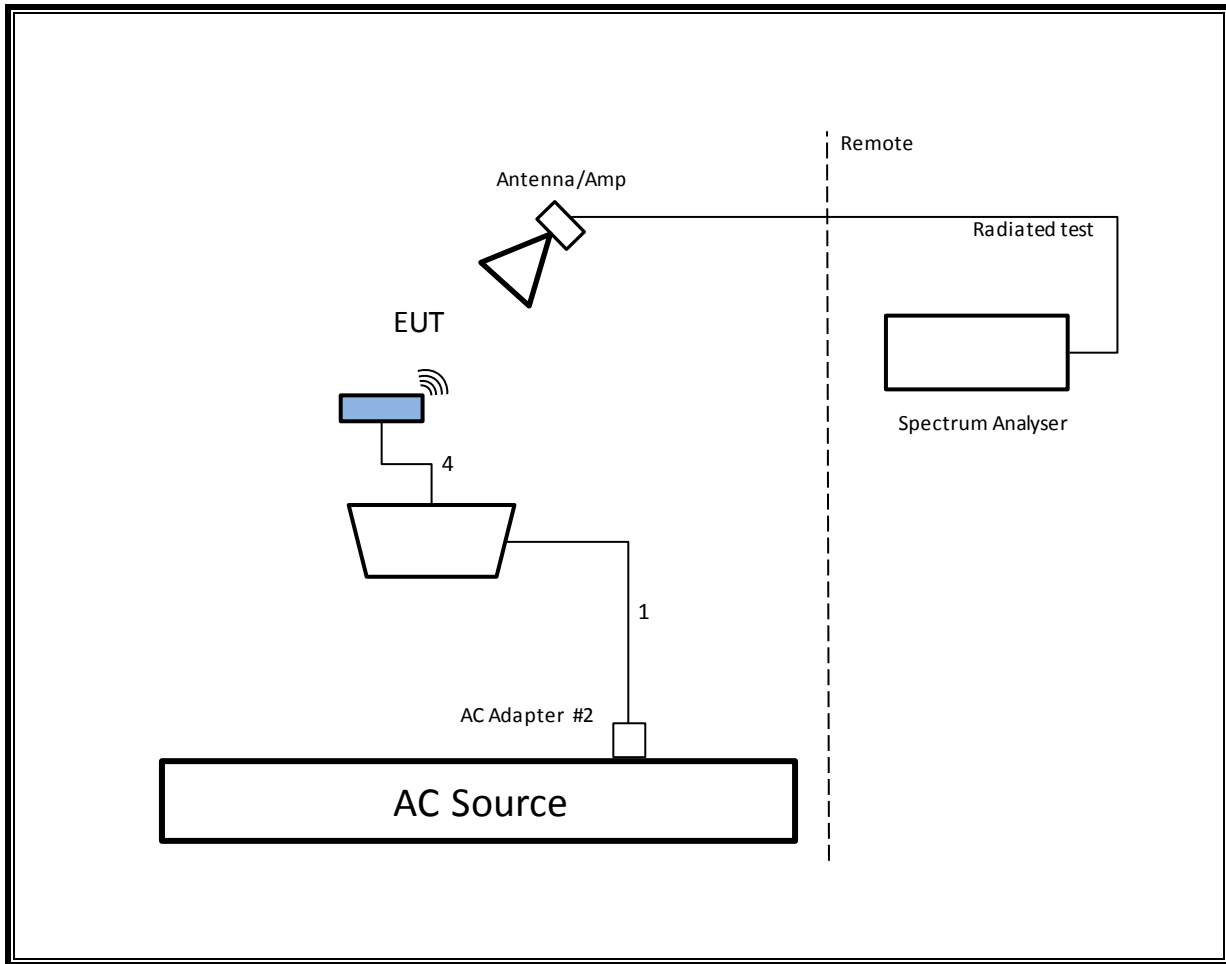 Remote
Antenna/Amp
Radiated test
EUT
Spectrum Analyser
4
1
AC Adapter #2
AC Source